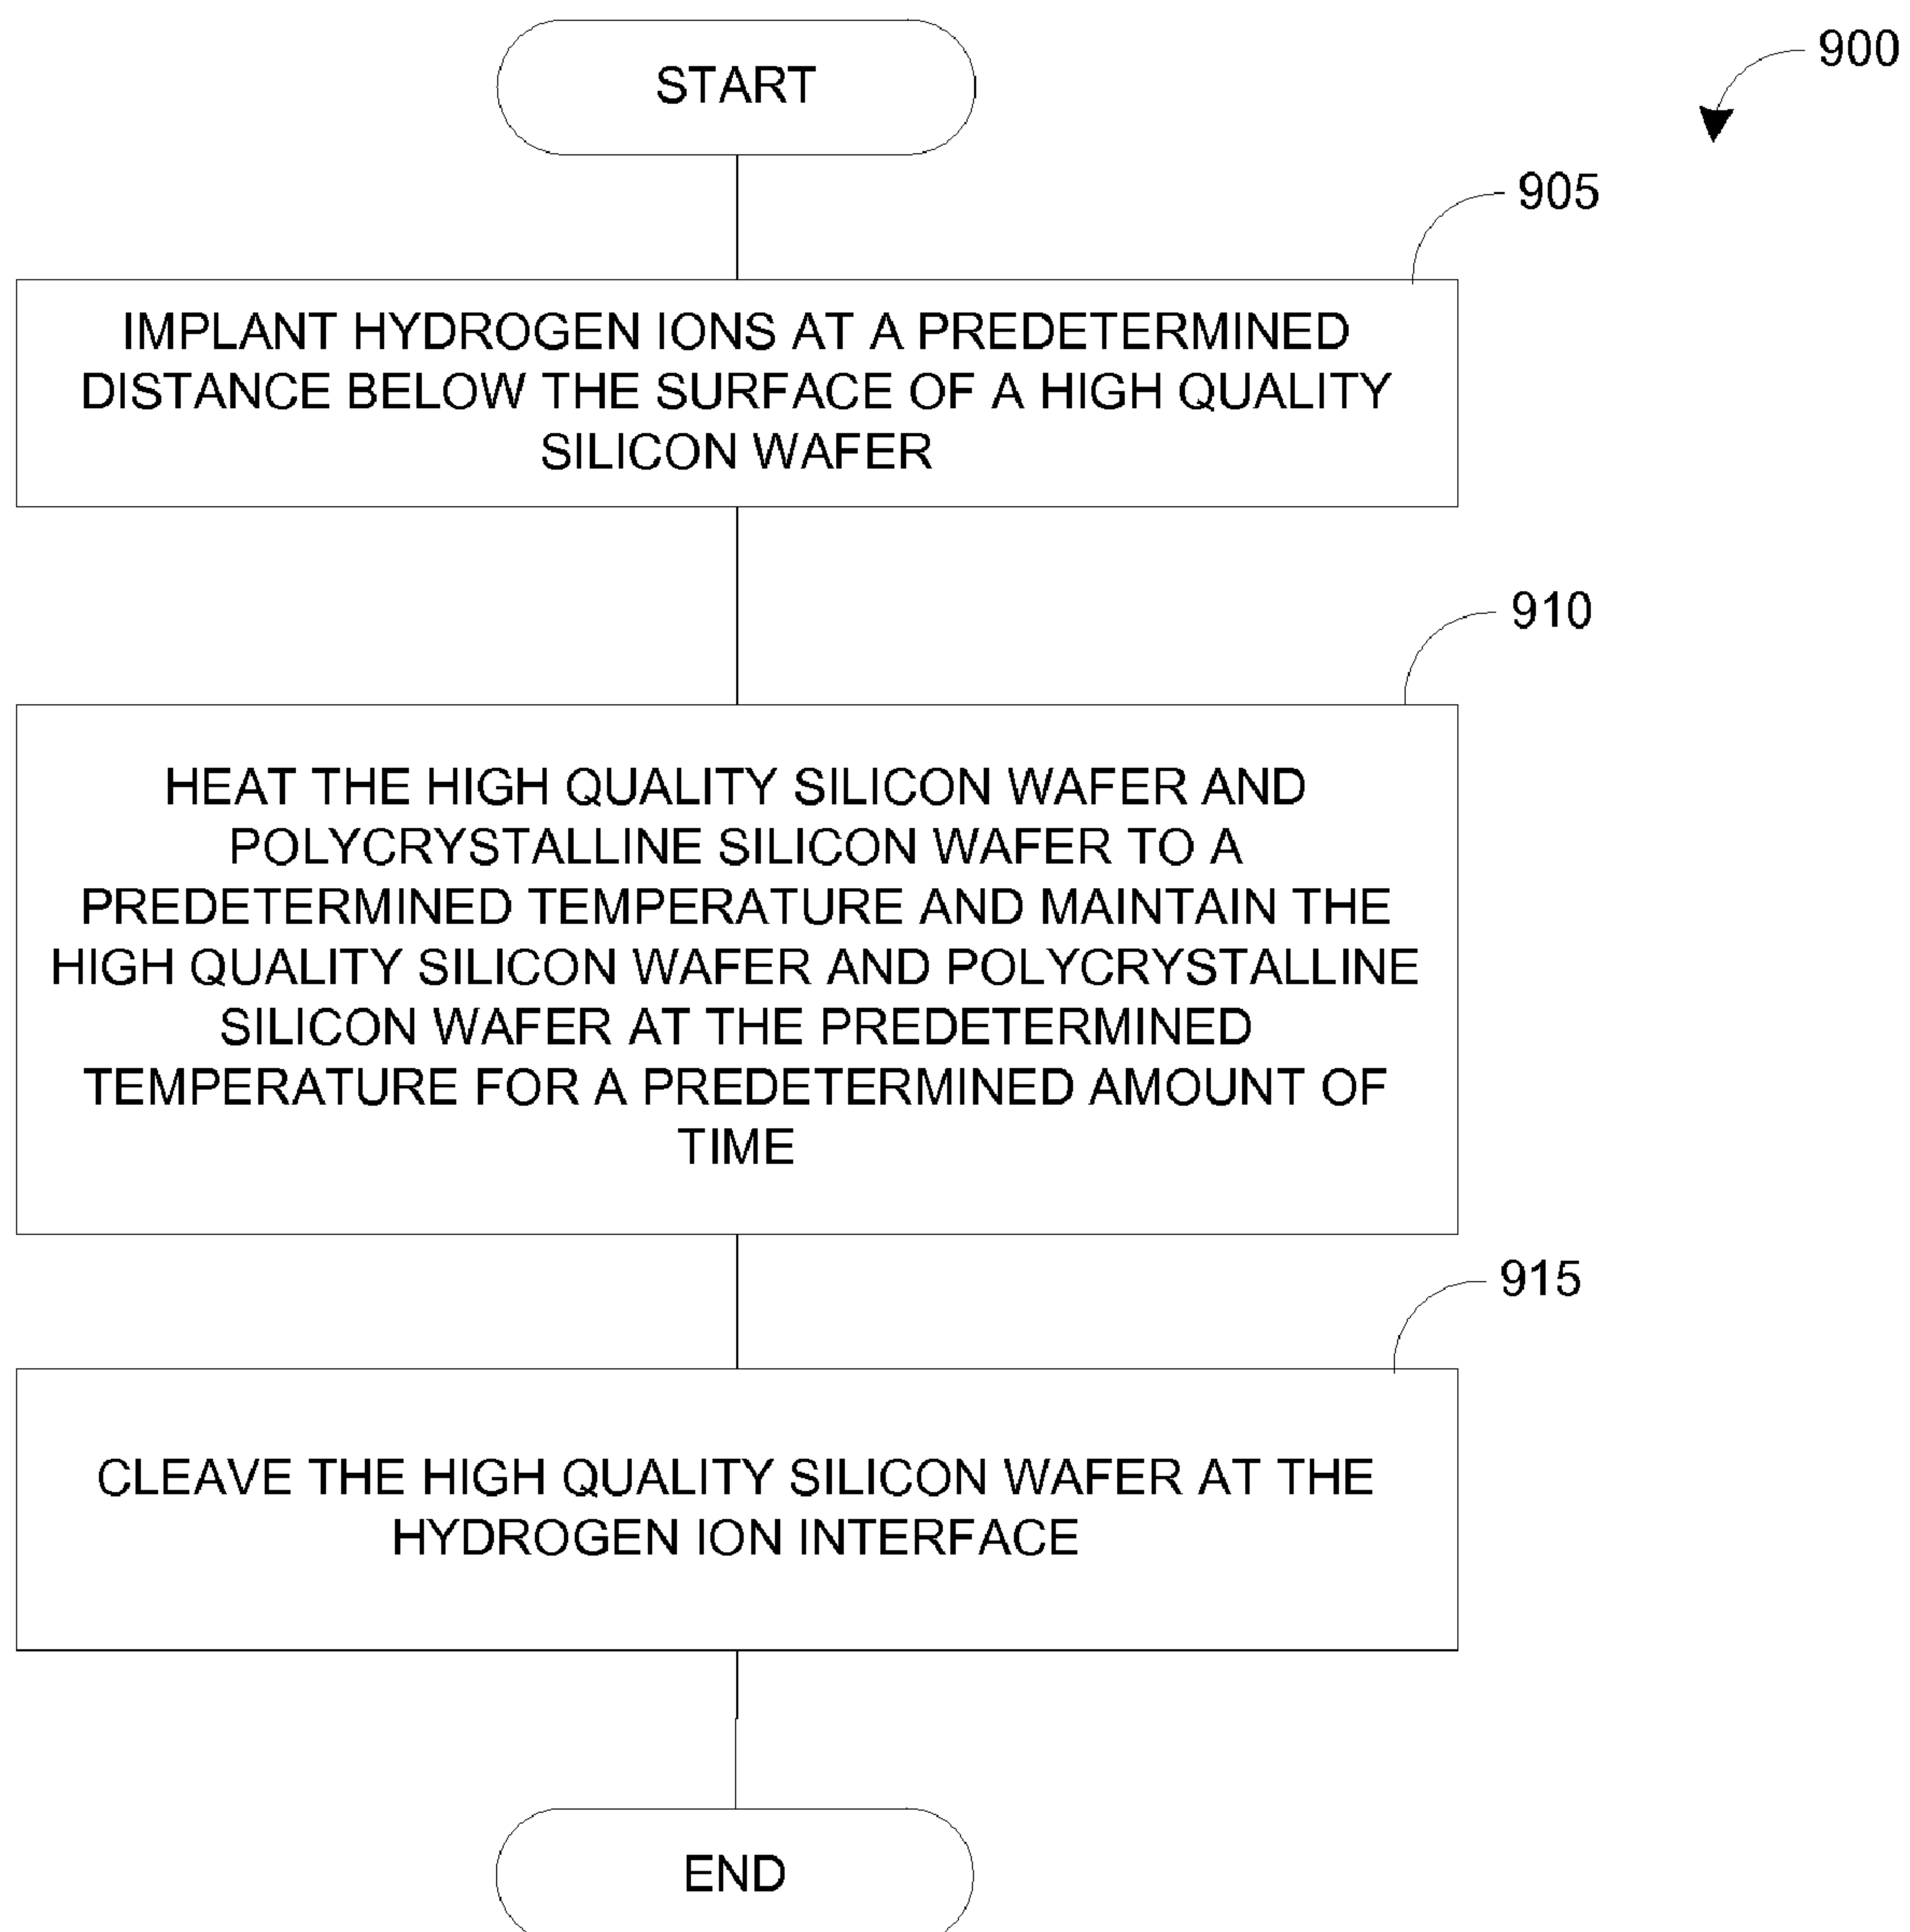 START
900
905
IMPLANT HYDROGEN IONS AT A PREDETERMINED
DISTANCE BELOW THE SURFACE OF A HIGH QUALITY
SILICON WAFER
910
HEAT THE HIGH QUALITY SILICON WAFER AND
POLYCRYSTALLINE SILICON WAFER TO A
PREDETERMINED TEMPERATURE AND MAINTAIN THE
HIGH QUALITY SILICON WAFER AND POLYCRYSTALLINE
SILICON WAFER AT THE PREDETERMINED
TEMPERATURE FOR A PREDETERMINED AMOUNT OF
TIME
915
CLEAVE THE HIGH QUALITY SILICON WAFER AT THE
HYDROGEN ION INTERFACE
END